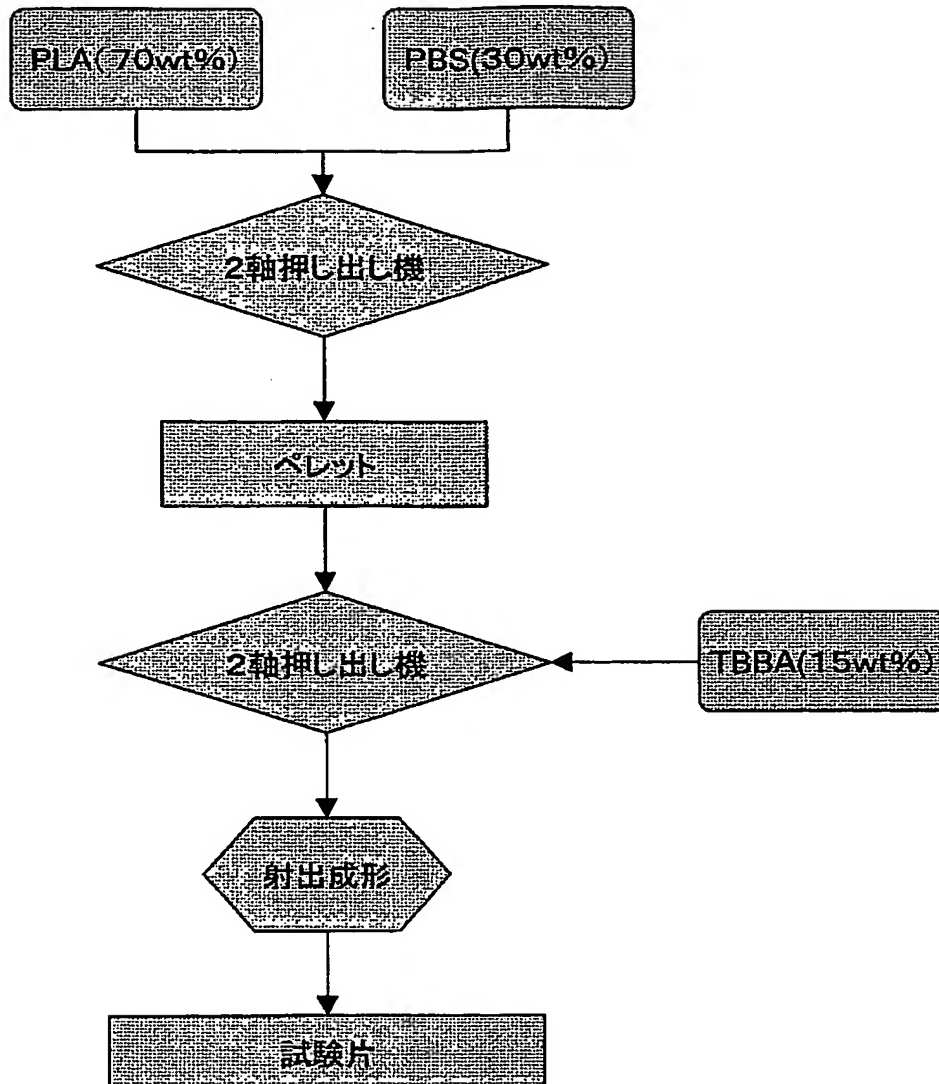 PLA(70wt%)
PBS(30wt%)
2軸押し出し機
ペレット
2軸押し出し機
TBBA(15wt%)
射出成形
試験片